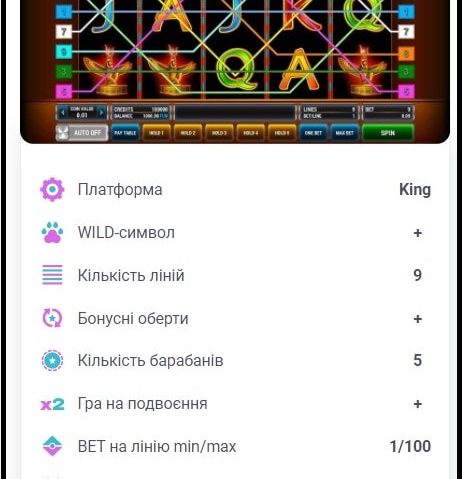 1 1
7 7
9
3 3
5 5
J A J K Q
Q A
COIN VALUE 0.01 CREDITS 100000 LINES 9 BET 9
BALANCE 1000.00 BET/LINE 1 0.09
AUTO OFF PAY TABLE HOLD 1 HOLD 2 HOLD 3 HOLD 4 HOLD 5 ONE BET MAX BET SPIN
Платформа King
WILD-символ +
Кількість ліній 9
Бонусні оберти +
Кількість барабанів 5
Гра на подвоєння +
x2
BET на лінію min/max 1/100